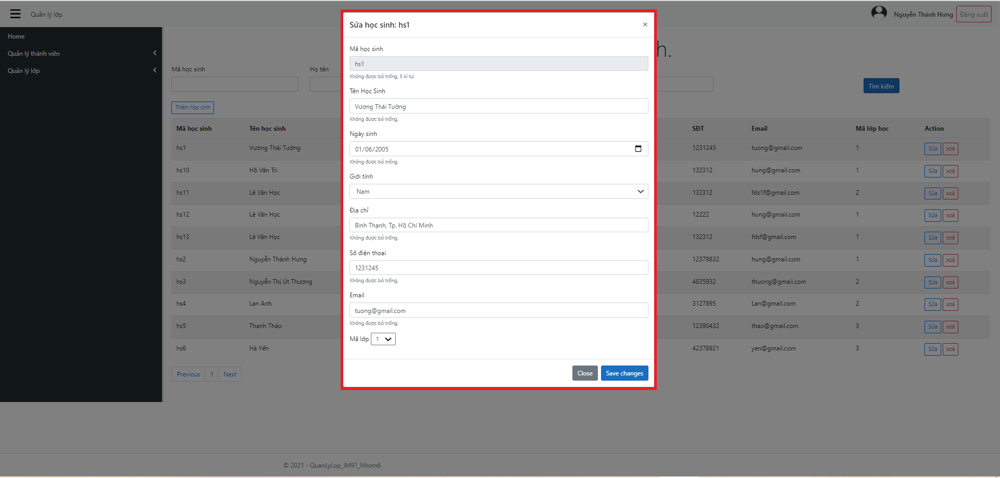 Quản lý lớp
Nguyễn Thành Hưng Đăng xuất
Home
Quản lý thành viên
Quản lý lớp
h.
Mã học sinh Họ tên
Tìm kiếm
Thêm học sinh
Mã học sinh Tên học sinh SĐT Email Mã lớp học Action
hs1 Vương Thái Tường 1231245 tuong@gmail.com 1 Sửa xoá
hs10 Hồ Văn Tri 132312 hung@gmail.com 1 Sửa xoá
hs11 Lê Văn Học 132312 fds1f@gmail.com 2 Sửa xoá
hs12 Lê Văn Học 12222 hung@gmail.com 1 Sửa xoá
hs13 Lê Văn Học 132312 fdsf@gmail.com 1 Sửa xoá
hs2 Nguyễn Thành Hưng 12379832 hung@gmail.com 1 Sửa xoá
hs3 Nguyễn Thị Út Thương 4835932 thuong@gmail.com 2 Sửa xoá
hs4 Lan Anh 3127895 Lan@gmail.com 2 Sửa xoá
hs5 Thanh Thảo 12390432 thao@gmail.com 3 Sửa xoá
hs6 Hà Yến 42378921 yen@gmail.com 3 Sửa xoá
Previous 1 Next
Sửa học sinh: hs1 ×
Mã học sinh
hs1
Không được bỏ trống, 5 kí tự.
Tên Học Sinh
Vương Thái Tường
Không được bỏ trống.
Ngày sinh
01/06/2005
Không được bỏ trống.
Giới tính
Nam
Địa chỉ
Bình Thạnh, Tp. Hồ Chí Minh
Không được bỏ trống.
Số điện thoại
1231245
Không được bỏ trống.
Email
tuong@gmail.com
Không được bỏ trống.
Mã lớp 1
Close Save changes
© 2021 - QuanLyLop_IM91_Nhom6